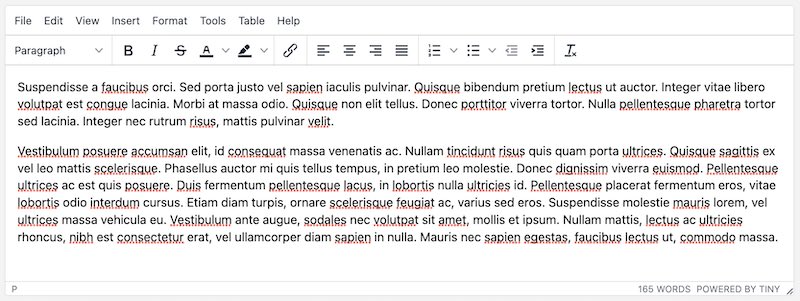 File Edit View Insert Format Tools Table Help
Paragraph B I S A
Suspendisse a faucibus orci. Sed porta justo vel sapien iaculis pulvinar. Quisque bibendum pretium lectus ut auctor. Integer vitae libero
volutpat est congue lacinia. Morbi at massa odio. Quisque non elit tellus. Donec porttitor viverra tortor. Nulla pellentesque pharetra tortor
sed lacinia. Integer nec rutrum risus, mattis pulvinar velit.
Vestibulum posuere accumsan elit, id consequat massa venenatis ac. Nullam tincidunt risus quis quam porta ultrices. Quisque sagittis ex
vel leo mattis scelerisque. Phasellus auctor mi quis tellus tempus, in pretium leo molestie. Donec dignissim viverra euismod. Pellentesque
ultrices ac est quis posuere. Duis fermentum pellentesque lacus, in lobortis nulla ultricies id. Pellentesque placerat fermentum eros, vitae
lobortis odio interdum cursus. Etiam diam turpis, ornare scelerisque feugiat ac, varius sed eros. Suspendisse molestie mauris lorem, vel
ultrices massa vehicula eu. Vestibulum ante augue, sodales nec volutpat sit amet, mollis et ipsum. Nullam mattis, lectus ac ultricies
rhoncus, nibh est consectetur erat, vel ullamcorper diam sapien in nulla. Mauris nec sapien egestas, faucibus lectus ut, commodo massa.
P 165 WORDS POWERED BY TINY